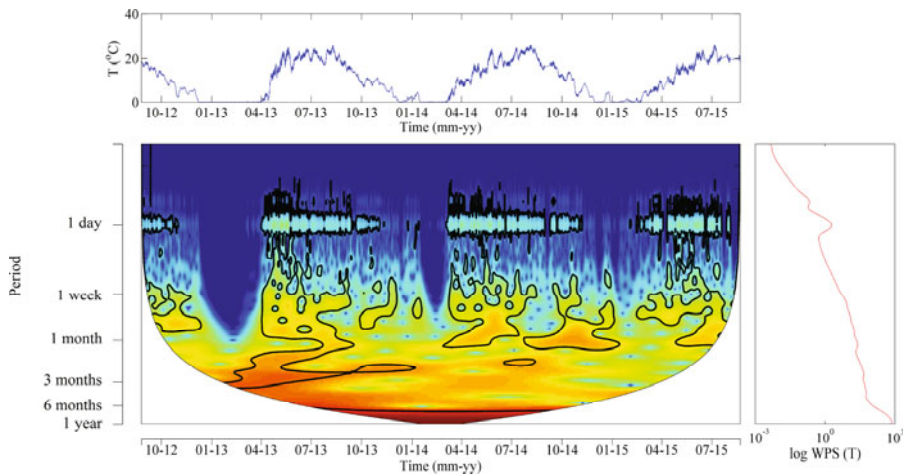 40
20
0
T (°C)
10-12 01-13 04-13 07-13 10-13 01-14 04-14 07-14 10-14 01-15 04-15 07-15
Time (mm-yy)
1 day
1 week
1 month
3 months
6 months
1 year
Period
10-12 01-13 04-13 07-13 10-13 01-14 04-14 07-14 10-14 01-15 04-15 07-15
Time (mm-yy)
10⁻³ 10⁰ 10³
log WPS (T)